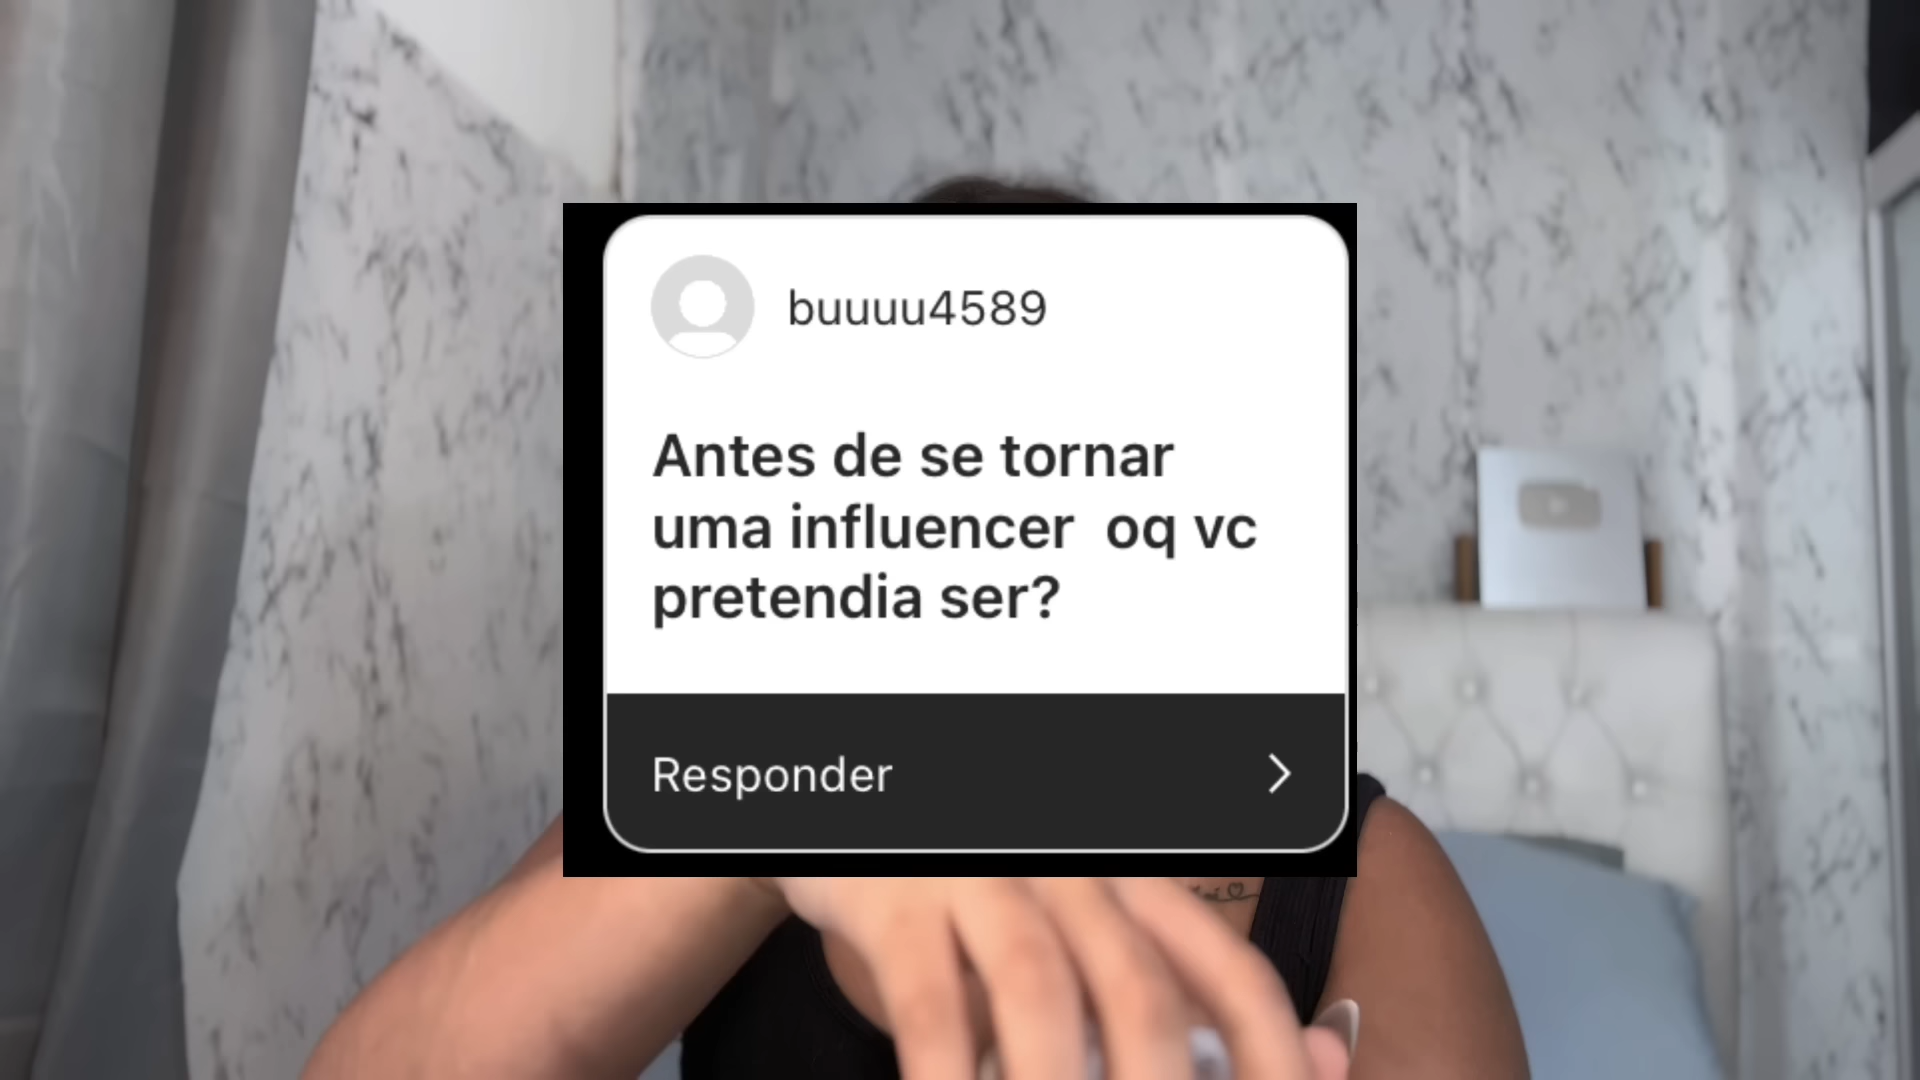 buuuu4589
Antes de se tornar
uma influencer  oq vc
pretendia ser?
Responder